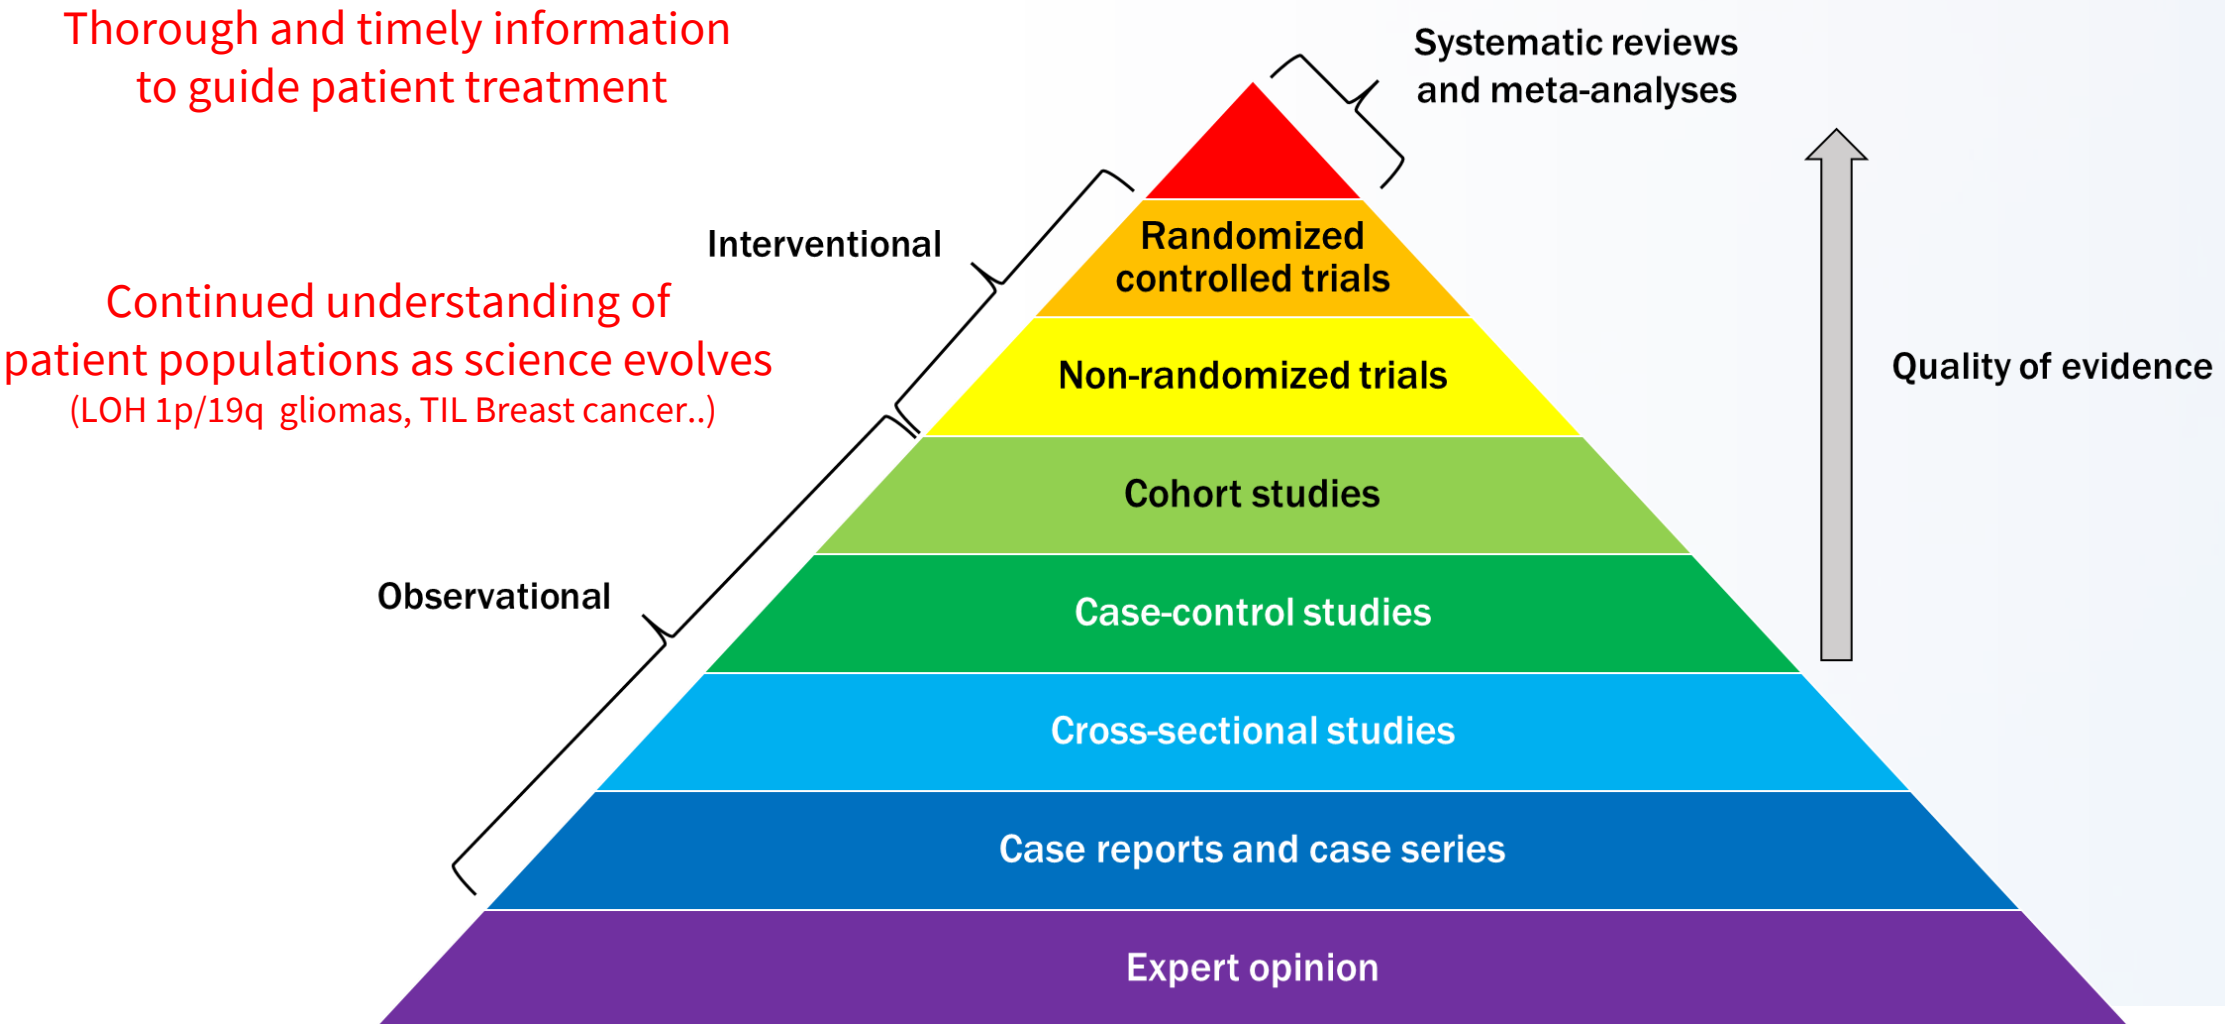 Thorough and timely information
to guide patient treatment
Systematic reviews
and meta-analyses
Interventional
Randomized
controlled trials
Continued understanding of
patient populations as science evolves
(LOH 1p/19q gliomas, TIL Breast cancer..)
Non-randomized trials
Quality of evidence
Cohort studies
Observational
Case-control studies
Cross-sectional studies
Case reports and case series
Expert opinion